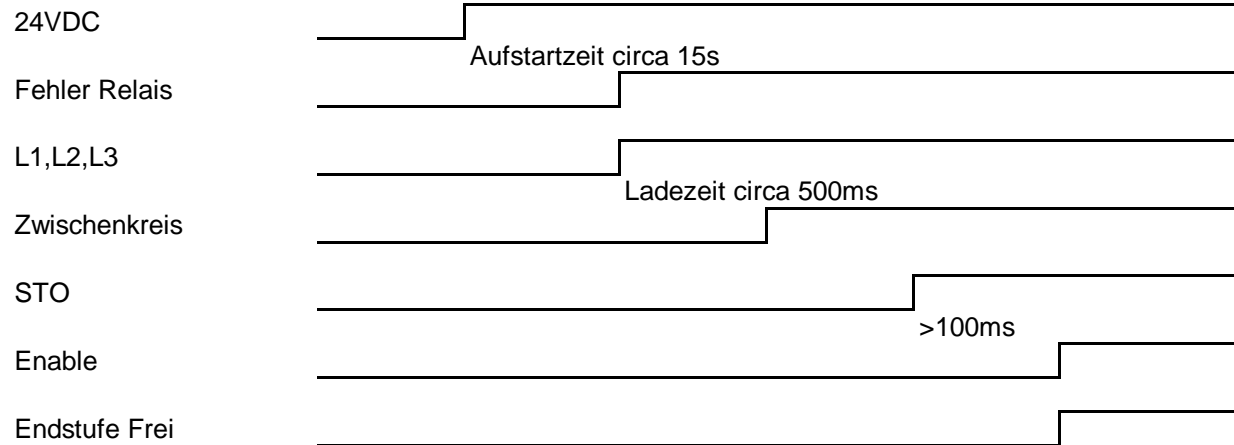 24VDC
Aufstartzeit circa 15s
Fehler Relais
L1,L2,L3
Ladezeit circa 500ms
Zwischenkreis
STO
>100ms
Enable
Endstufe Frei